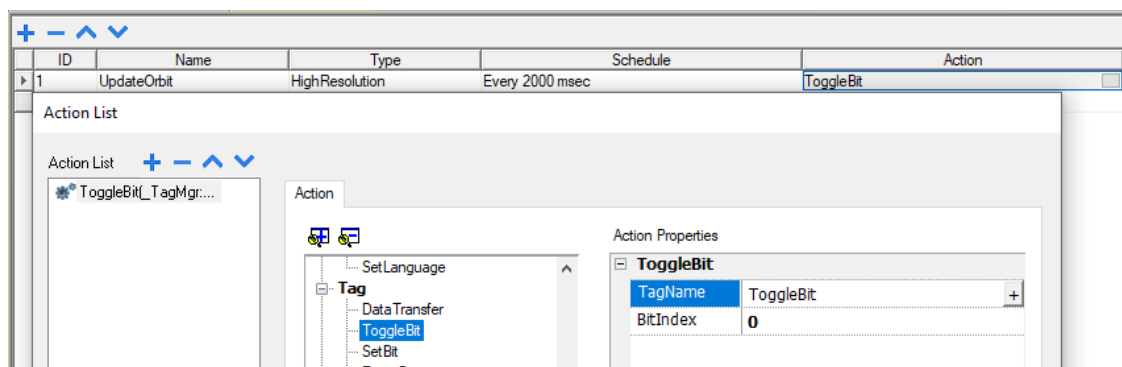 ID Name Type Schedule Action
1 UpdateOrbit HighResolution Every 2000 msec ToggleBit
Action List
Action List
ToggleBit(_TagMgr:...
Action
Action Properties
SetLanguage
ToggleBit
Tag
TagName ToggleBit +
DataTransfer
BitIndex 0
ToggleBit
SetBit